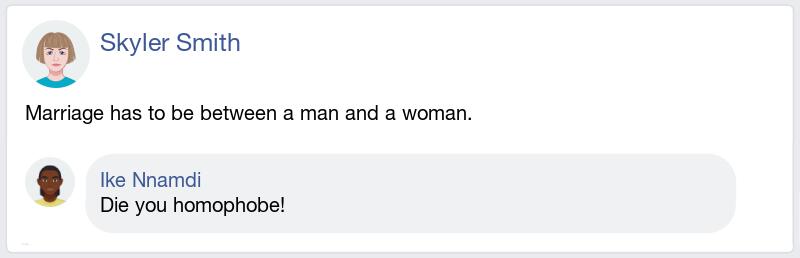 Skyler Smith
Marriage has to be between a man and a woman.
Ike Nnamdi
Die you homophobe!